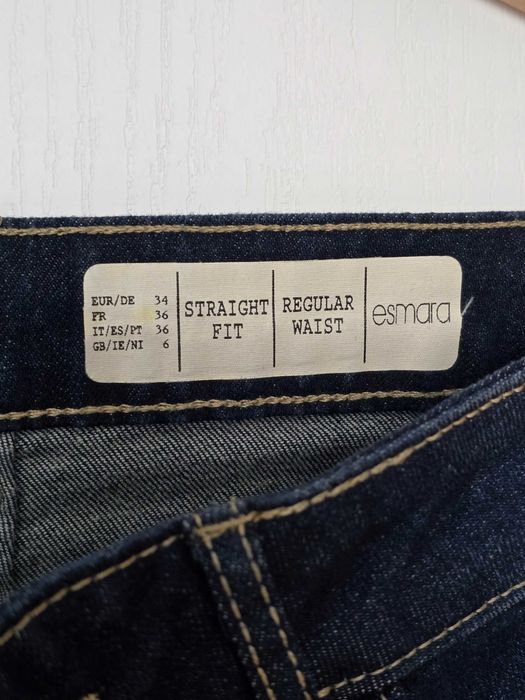 EUR/DE 34
FR 36
IT/ES/PT 36
GB/IE/NI 6
STRAIGHT
FIT
REGULAR
WAIST
esmara